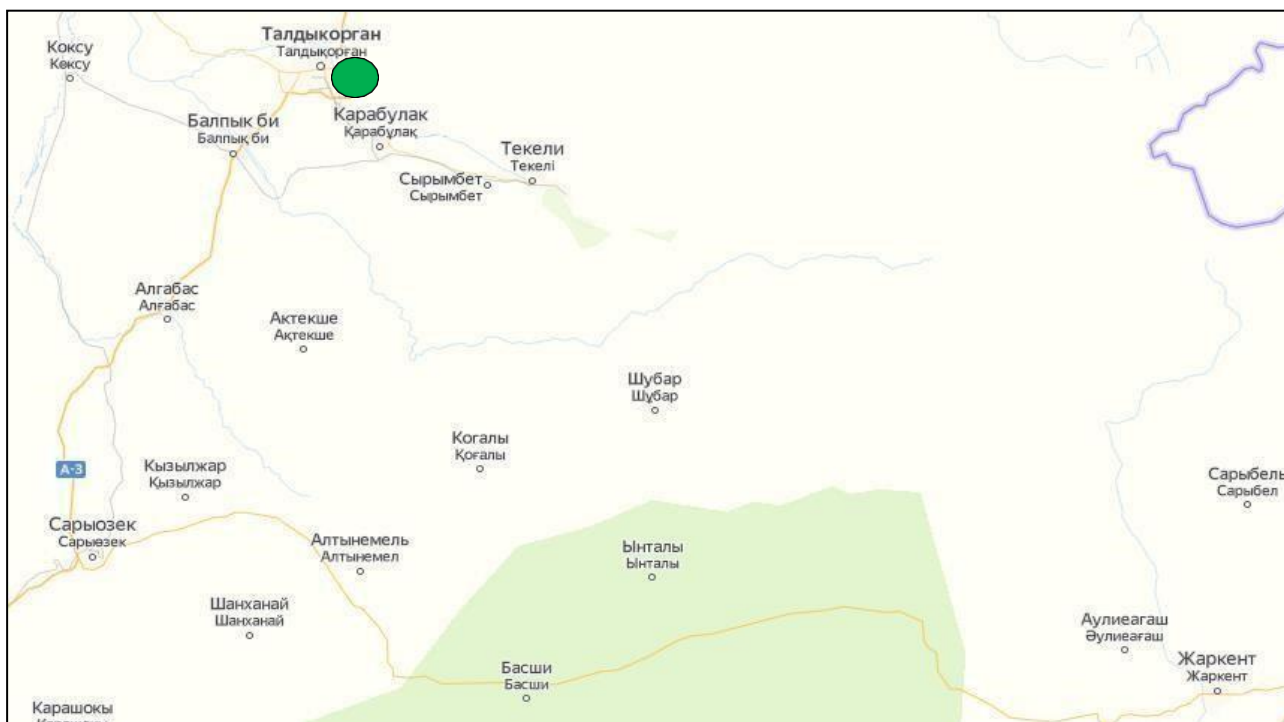 Талдыкорган
Талдықорған
Коксу
Көксу
Балпык би
Балпық би
Карабулак
Қарабұлақ
Текели
Текелі
Сырымбет
Сырымбет
Алгабас
Алғабас
Актекше
Ақтекше
Шубар
Шұбар
Когалы
Қоғалы
А-3
Кызылжар
Қызылжар
Сарыбель
Сарыбел
Сарыозек
Сарыөзек
Алтынемель
Алтынемел
Ынталы
Ынталы
Шанханай
Шанханай
Аулиеагаш
Әулиеағаш
Басши
Басши
Жаркент
Жаркент
Карашокы